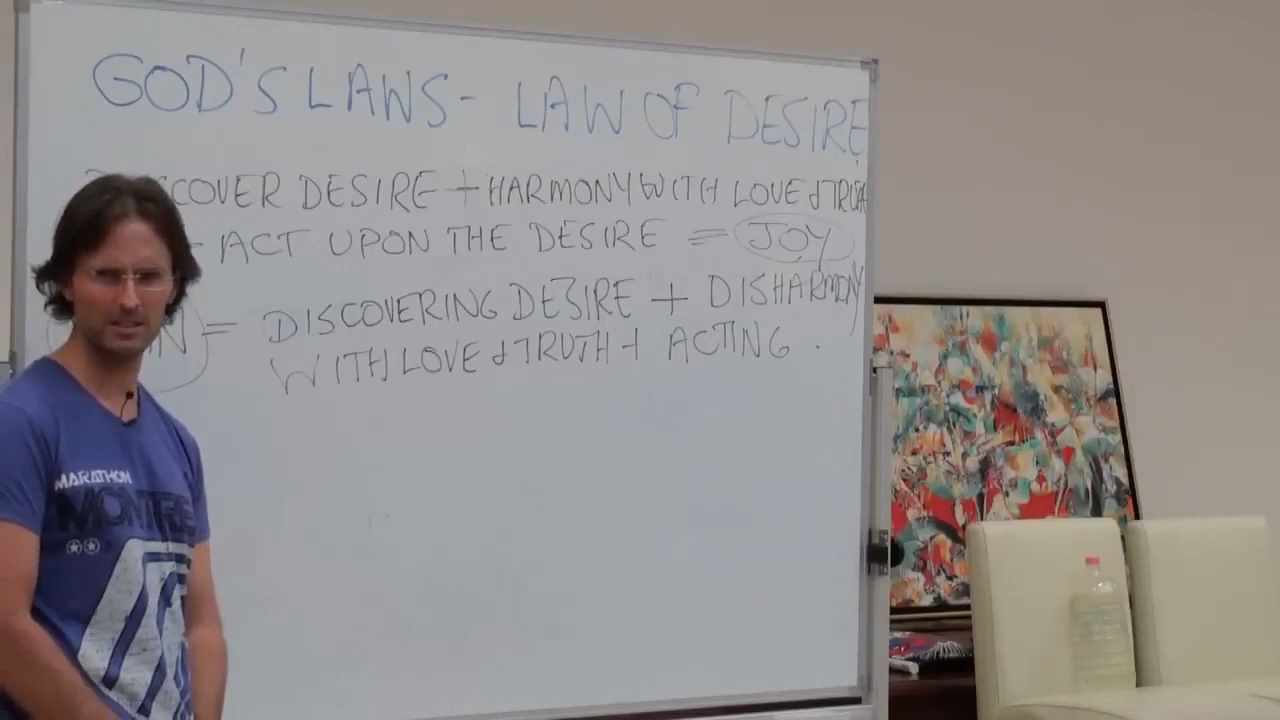 GOD'S LAWS - LAW OF DESIRE
COVER DESIRE + HARMONY WITH LOVE &
- ACT UPON THE DESIRE = JOY
= DISCOVERING DESIRE + DISHARMONY
WITH LOVE & TRUTH + ACTING.
MARATHON